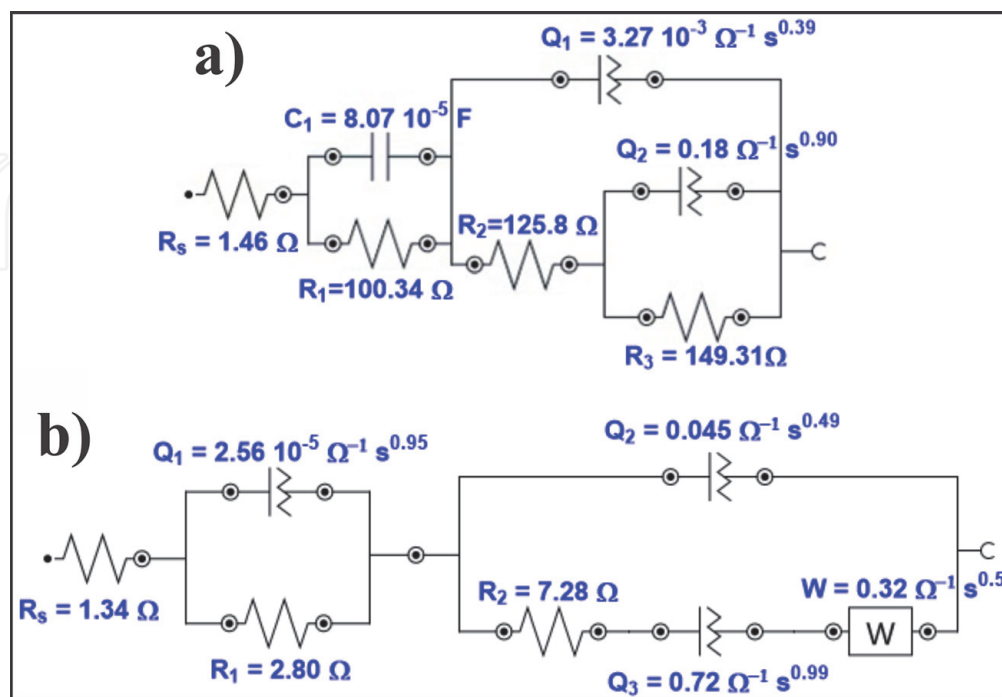 a)
Q₁ = 3.27 10⁻³ Ω⁻¹ s⁰·³⁹
C₁ = 8.07 10⁻⁵ F
Q₂ = 0.18 Ω⁻¹ s⁰·⁹⁰
Rₛ = 1.46 Ω
R₂=125.8 Ω
R₁=100.34 Ω
R₃ = 149.31Ω
b)
Q₁ = 2.56 10⁻⁵ Ω⁻¹ s⁰·⁹⁵
Q₂ = 0.045 Ω⁻¹ s⁰·⁴⁹
Rₛ = 1.34 Ω
R₂ = 7.28 Ω
W = 0.32 Ω⁻¹ s⁰·⁵
W
R₁ = 2.80 Ω
Q₃ = 0.72 Ω⁻¹ s⁰·⁹⁹